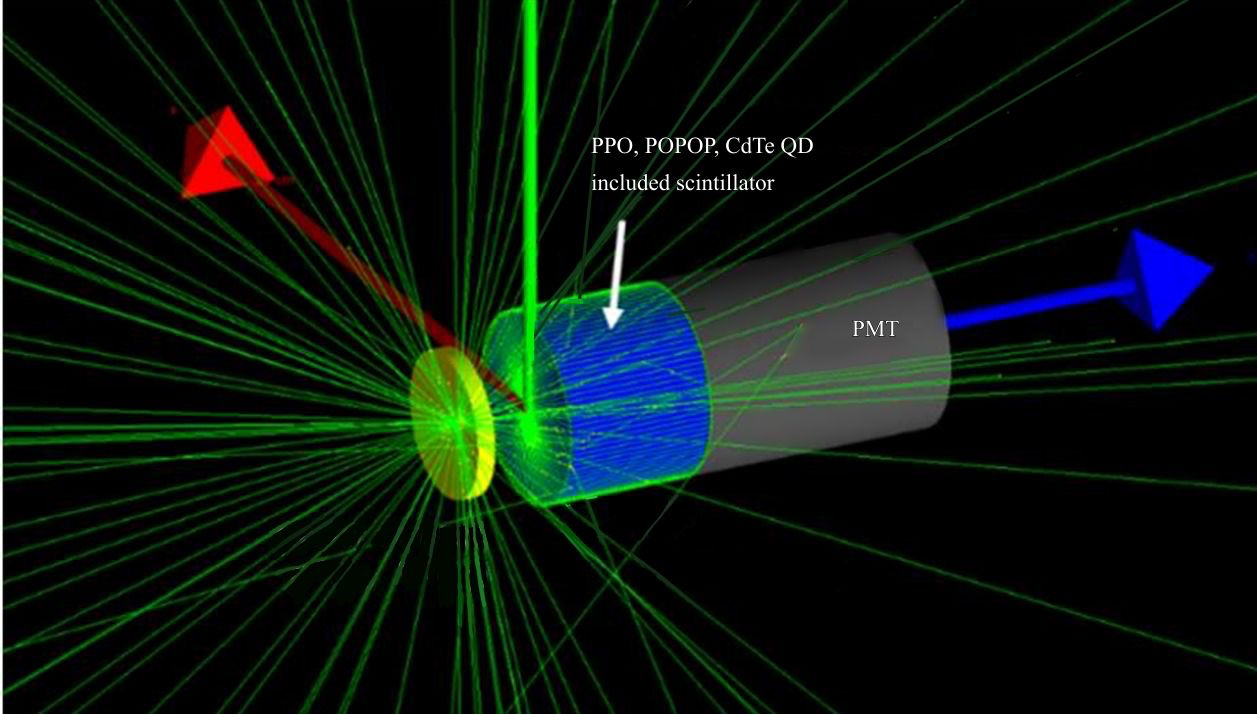 PPO, POPOP, CdTe QD
included scintillator
PMT